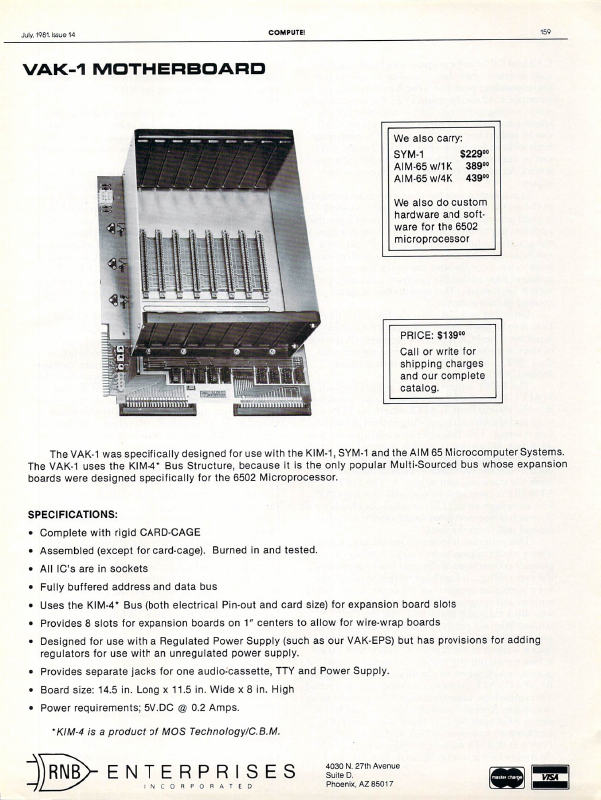 July, 1981. Issue 14
COMPUTE!
159
VAK-1 MOTHERBOARD
We also carry:
SYM-1 $229⁰⁰
AIM-65 w/1K 389⁰⁰
AIM-65 w/4K 439⁰⁰
We also do custom
hardware and soft-
ware for the 6502
microprocessor
PRICE: $139⁰⁰
Call or write for
shipping charges
and our complete
catalog.
The VAK-1 was specifically designed for use with the KIM-1, SYM-1 and the AIM 65 Microcomputer Systems.
The VAK-1 uses the KIM-4* Bus Structure, because it is the only popular Multi-Sourced bus whose expansion
boards were designed specifically for the 6502 Microprocessor.
SPECIFICATIONS:
• Complete with rigid CARD-CAGE
• Assembled (except for card-cage). Burned in and tested.
• All IC's are in sockets
• Fully buffered address and data bus
• Uses the KIM-4* Bus (both electrical Pin-out and card size) for expansion board slots
• Provides 8 slots for expansion boards on 1" centers to allow for wire-wrap boards
• Designed for use with a Regulated Power Supply (such as our VAK-EPS) but has provisions for adding
regulators for use with an unregulated power supply.
• Provides separate jacks for one audio-cassette, TTY and Power Supply.
• Board size: 14.5 in. Long x 11.5 in. Wide x 8 in. High
• Power requirements; 5V.DC @ 0.2 Amps.
*KIM-4 is a product of MOS Technology/C.B.M.
RNB ENTERPRISES
INCORPORATED
4030 N. 27th Avenue
Suite D.
Phoenix, AZ 85017
master charge
VISA